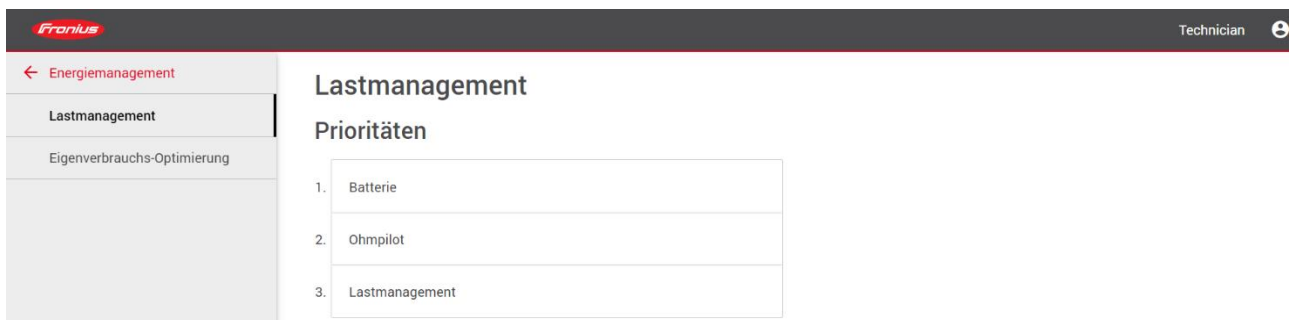 Fronius
Technician
Energiemanagement
Lastmanagement
Eigenverbrauchs-Optimierung
Lastmanagement
Prioritäten
1. Batterie
2. Ohmpilot
3. Lastmanagement